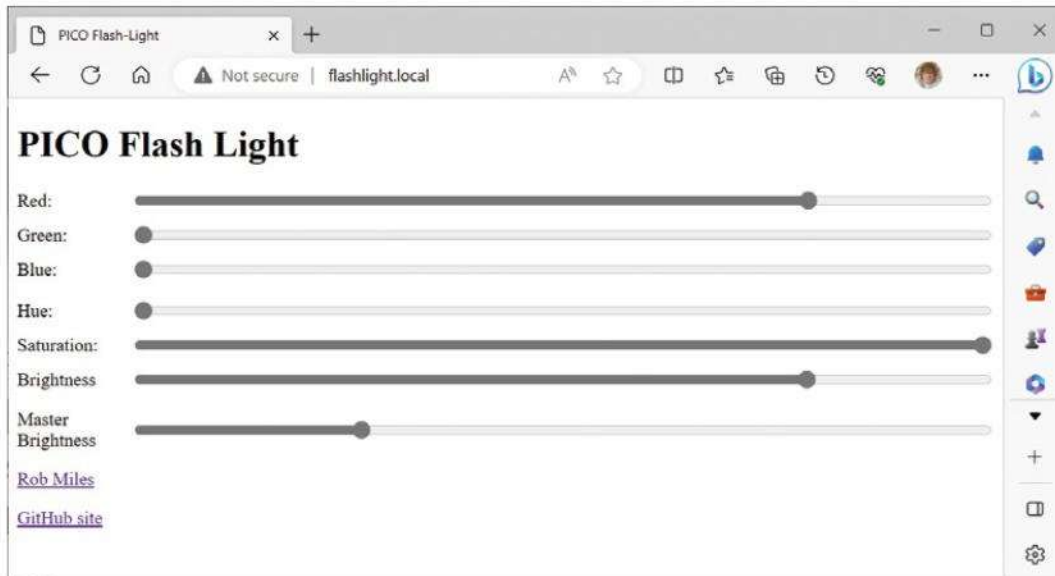 PICO Flash-Light
Not secure | flashlight.local
PICO Flash Light
Red:
Green:
Blue:
Hue:
Saturation:
Brightness
Master
Brightness
Rob Miles
GitHub site